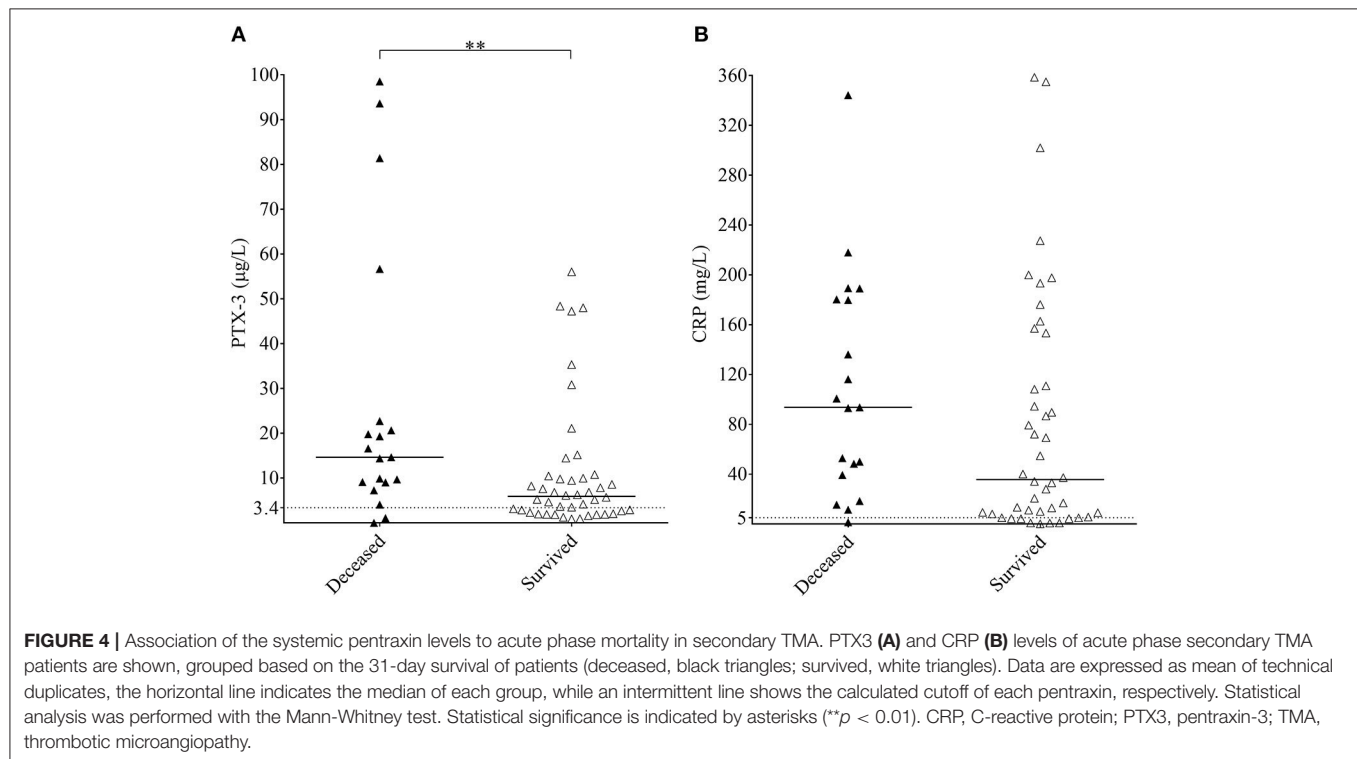 A
**
100
90
80
70
60
50
40
30
20
10
3.4
PTX-3 (µg/L)
Deceased
Survived
B
360
320
280
240
200
160
120
80
40
5
CRP (mg/L)
Deceased
Survived
FIGURE 4 | Association of the systemic pentraxin levels to acute phase mortality in secondary TMA. PTX3 (A) and CRP (B) levels of acute phase secondary TMA
patients are shown, grouped based on the 31-day survival of patients (deceased, black triangles; survived, white triangles). Data are expressed as mean of technical
duplicates, the horizontal line indicates the median of each group, while an intermittent line shows the calculated cutoff of each pentraxin, respectively. Statistical
analysis was performed with the Mann-Whitney test. Statistical significance is indicated by asterisks (**p < 0.01). CRP, C-reactive protein; PTX3, pentraxin-3; TMA,
thrombotic microangiopathy.